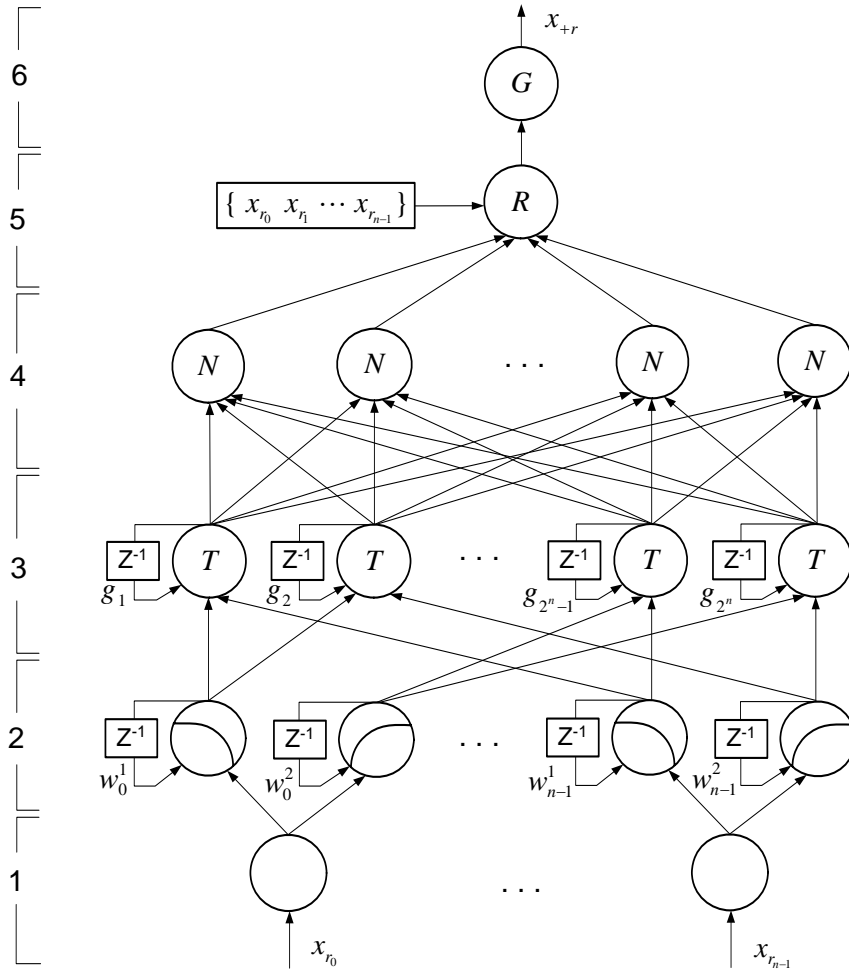 x₊ᵣ
6
G
5
{ x_{r_0} x_{r_1} ⋯ x_{r_{n-1}} }
R
4
N
N
. . .
N
N
3
Z⁻¹
T
Z⁻¹
T
. . .
Z⁻¹
T
Z⁻¹
T
g_1
g_2
g_{2^n-1}
g_{2^n}
2
Z⁻¹
Z⁻¹
. . .
Z⁻¹
Z⁻¹
w_0^1
w_0^2
w_{n-1}^1
w_{n-1}^2
1
. . .
x_{r_0}
x_{r_{n-1}}